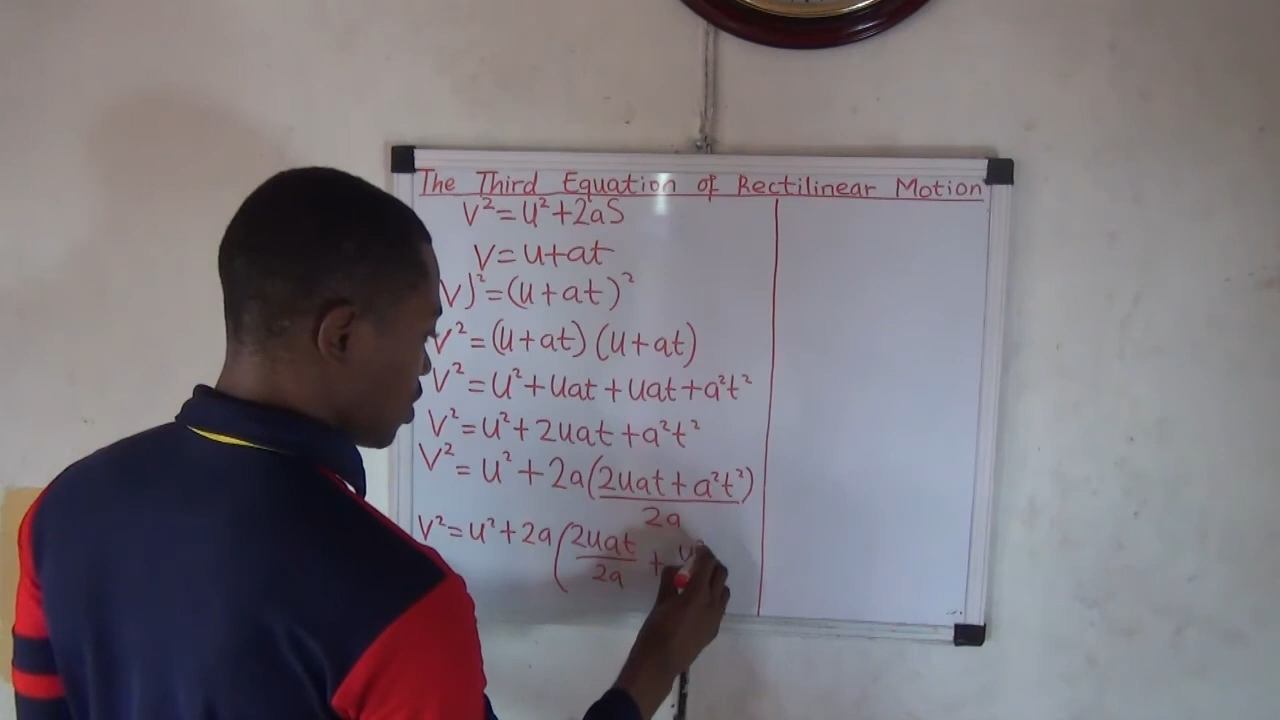 The Third Equation of Rectilinear Motion
V² = U² + 2aS
V = U + at
V)² = (U + at)²
V² = (U + at) (U + at)
V² = U² + Uat + Uat + a²t²
V² = U² + 2Uat + a²t²
V² = U² + 2a(2Uat + a²t²)
2a
V² = U² + 2a(2Uat +
2a